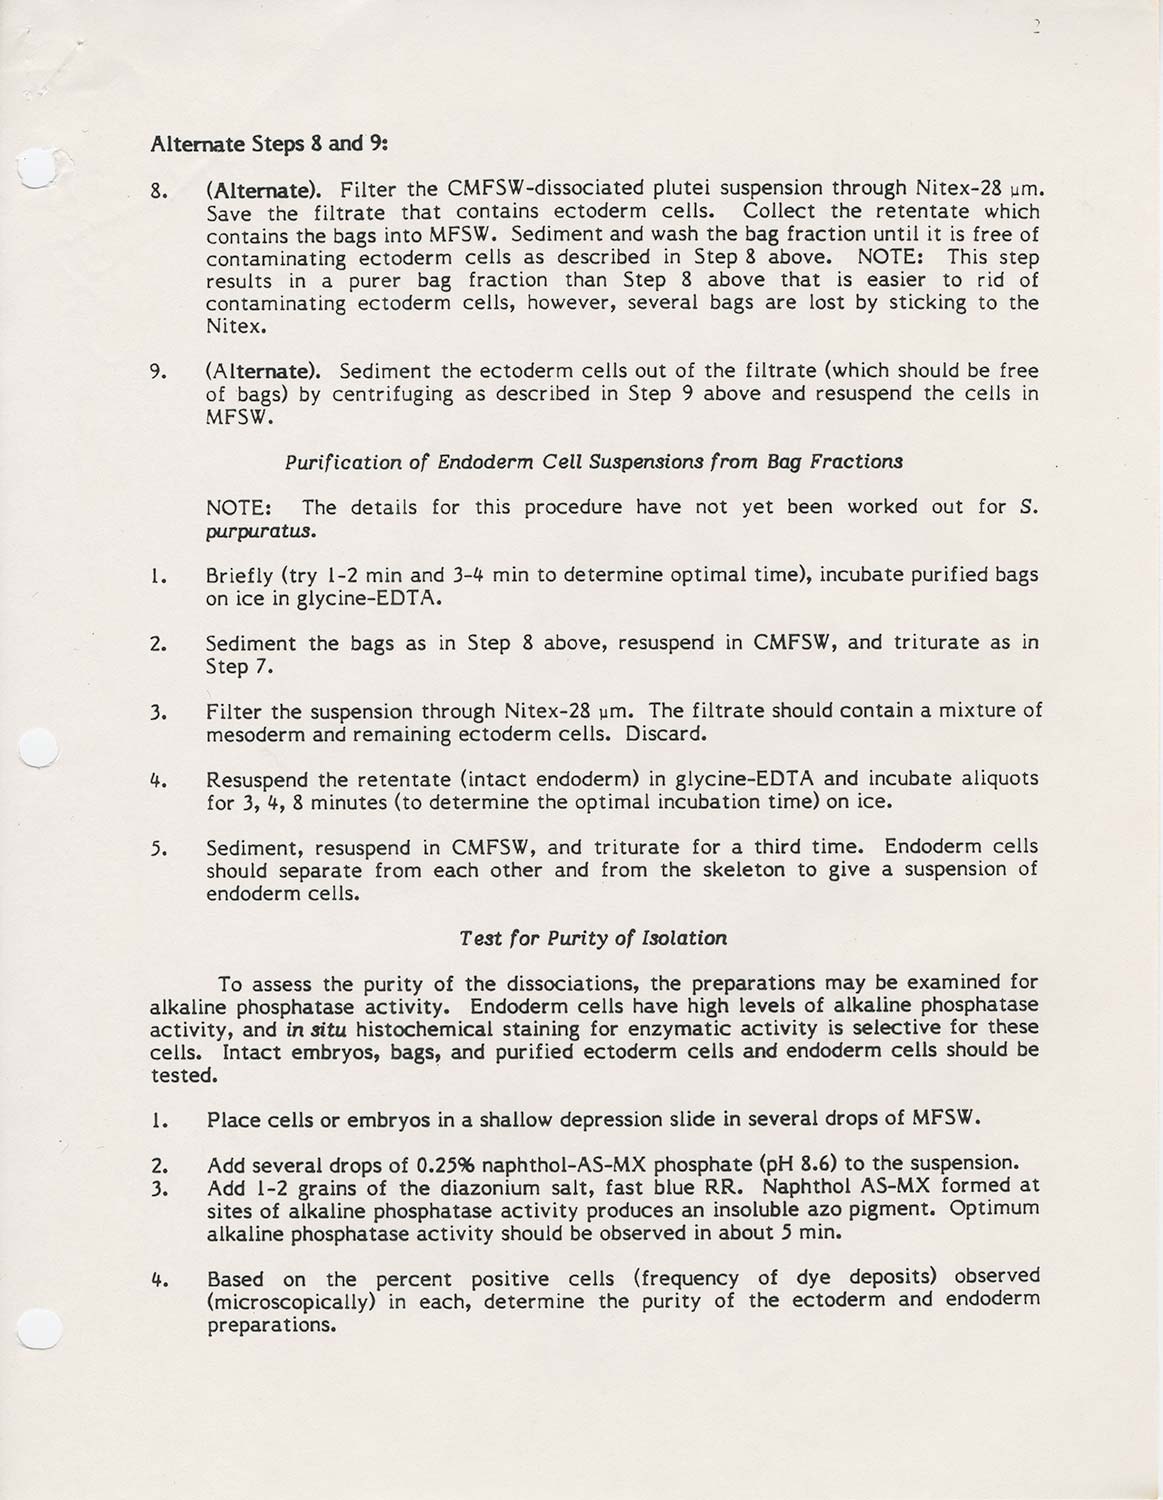 2
Alternate Steps 8 and 9:
8. (Alternate). Filter the CMFSW-dissociated plutei suspension through Nitex-28 µm.
Save the filtrate that contains ectoderm cells. Collect the retentate which
contains the bags into MFSW. Sediment and wash the bag fraction until it is free of
contaminating ectoderm cells as described in Step 8 above. NOTE: This step
results in a purer bag fraction than Step 8 above that is easier to rid of
contaminating ectoderm cells, however, several bags are lost by sticking to the
Nitex.
9. (Alternate). Sediment the ectoderm cells out of the filtrate (which should be free
of bags) by centrifuging as described in Step 9 above and resuspend the cells in
MFSW.
Purification of Endoderm Cell Suspensions from Bag Fractions
NOTE: The details for this procedure have not yet been worked out for S.
purpuratus.
1. Briefly (try 1-2 min and 3-4 min to determine optimal time), incubate purified bags
on ice in glycine-EDTA.
2. Sediment the bags as in Step 8 above, resuspend in CMFSW, and triturate as in
Step 7.
3. Filter the suspension through Nitex-28 µm. The filtrate should contain a mixture of
mesoderm and remaining ectoderm cells. Discard.
4. Resuspend the retentate (intact endoderm) in glycine-EDTA and incubate aliquots
for 3, 4, 8 minutes (to determine the optimal incubation time) on ice.
5. Sediment, resuspend in CMFSW, and triturate for a third time. Endoderm cells
should separate from each other and from the skeleton to give a suspension of
endoderm cells.
Test for Purity of Isolation
To assess the purity of the dissociations, the preparations may be examined for
alkaline phosphatase activity. Endoderm cells have high levels of alkaline phosphatase
activity, and in situ histochemical staining for enzymatic activity is selective for these
cells. Intact embryos, bags, and purified ectoderm cells and endoderm cells should be
tested.
1. Place cells or embryos in a shallow depression slide in several drops of MFSW.
2. Add several drops of 0.25% naphthol-AS-MX phosphate (pH 8.6) to the suspension.
3. Add 1-2 grains of the diazonium salt, fast blue RR. Naphthol AS-MX formed at
sites of alkaline phosphatase activity produces an insoluble azo pigment. Optimum
alkaline phosphatase activity should be observed in about 5 min.
4. Based on the percent positive cells (frequency of dye deposits) observed
(microscopically) in each, determine the purity of the ectoderm and endoderm
preparations.